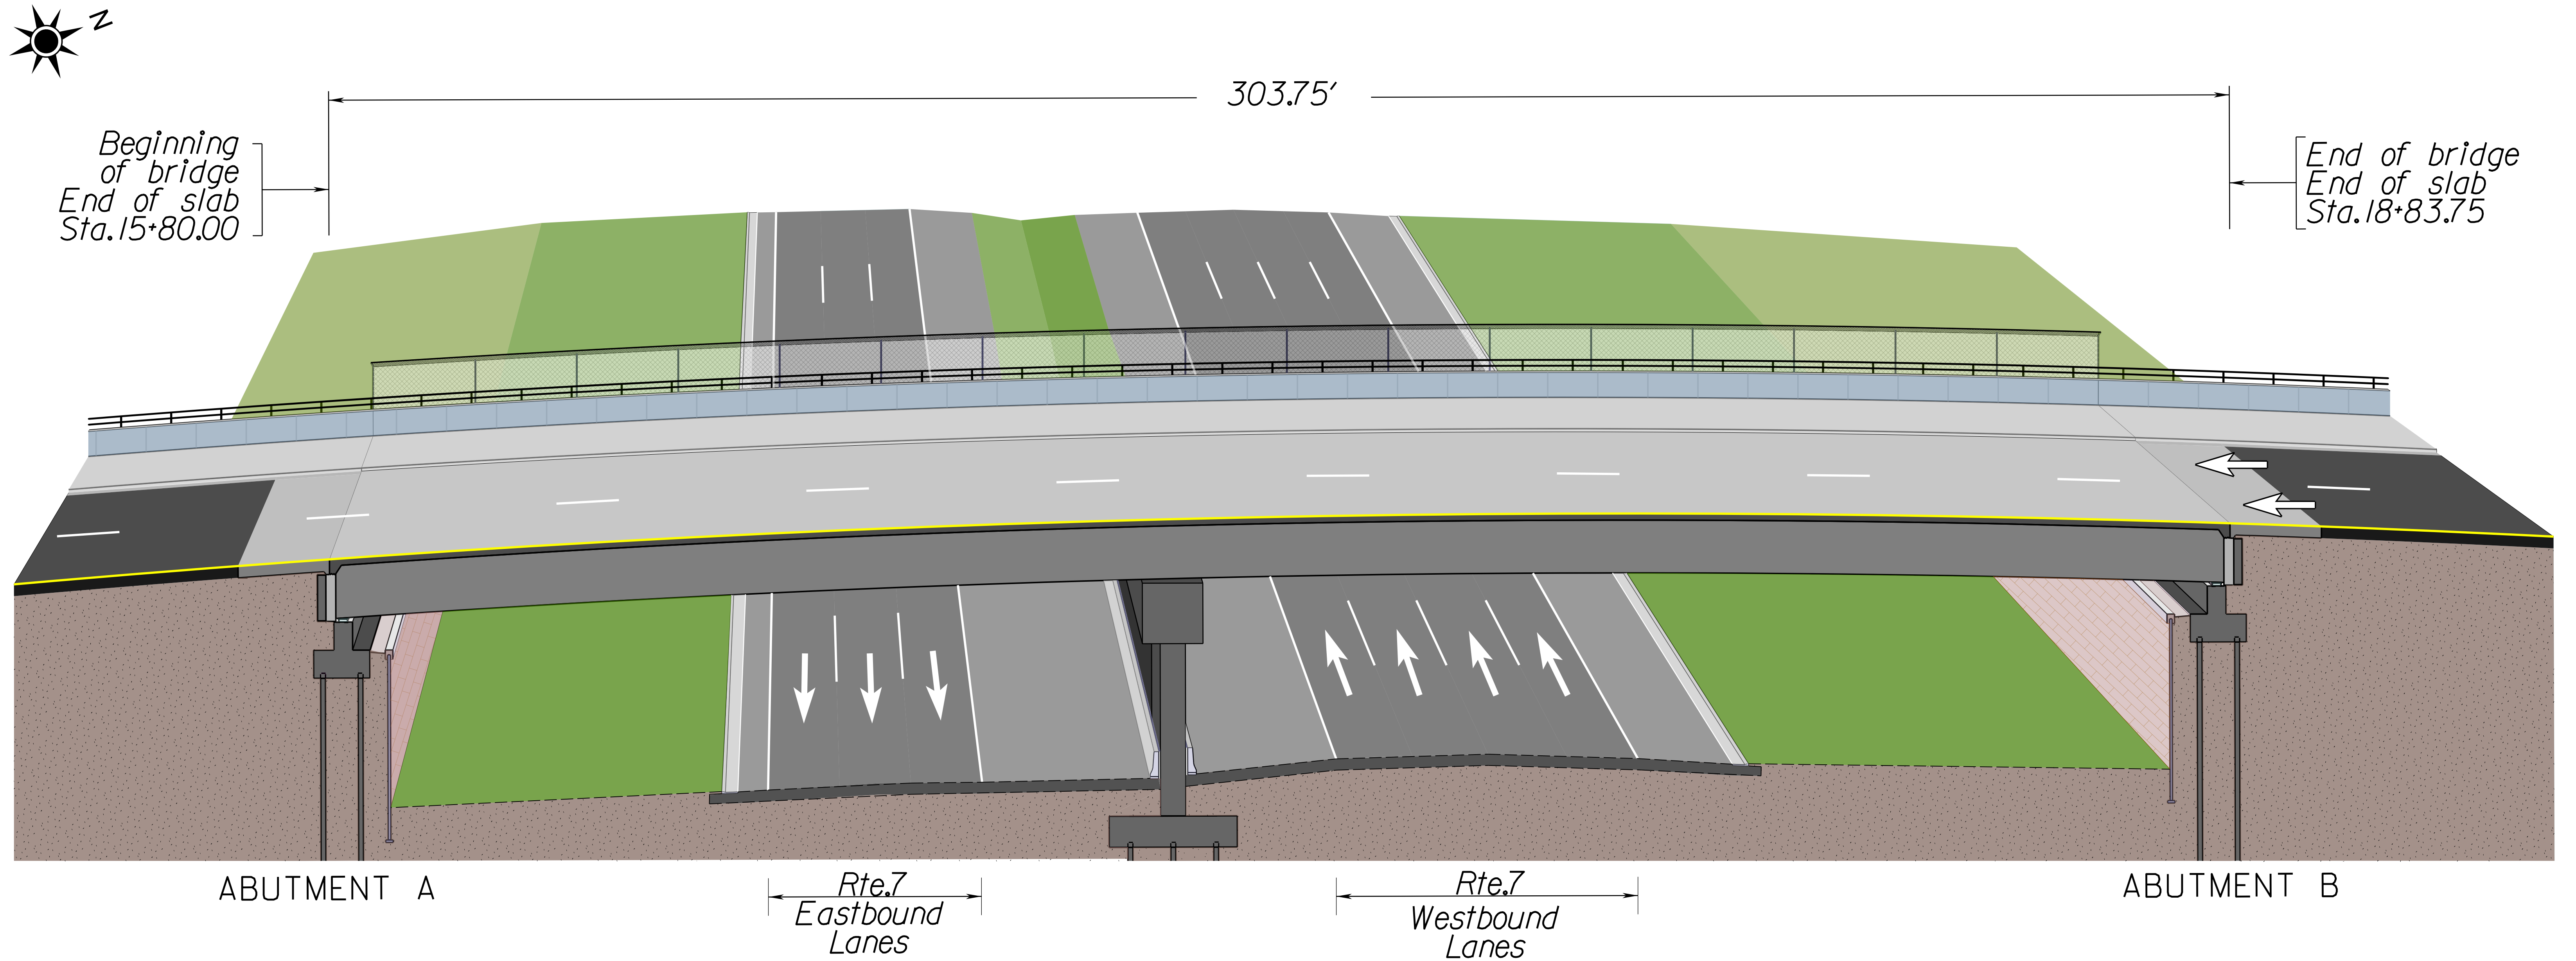 N
303.75'
Beginning
of bridge
End of slab
Sta.15+80.00
End of bridge
End of slab
Sta.18+83.75
ABUTMENT A
Rte.7
Eastbound
Lanes
Rte.7
Westbound
Lanes
ABUTMENT B